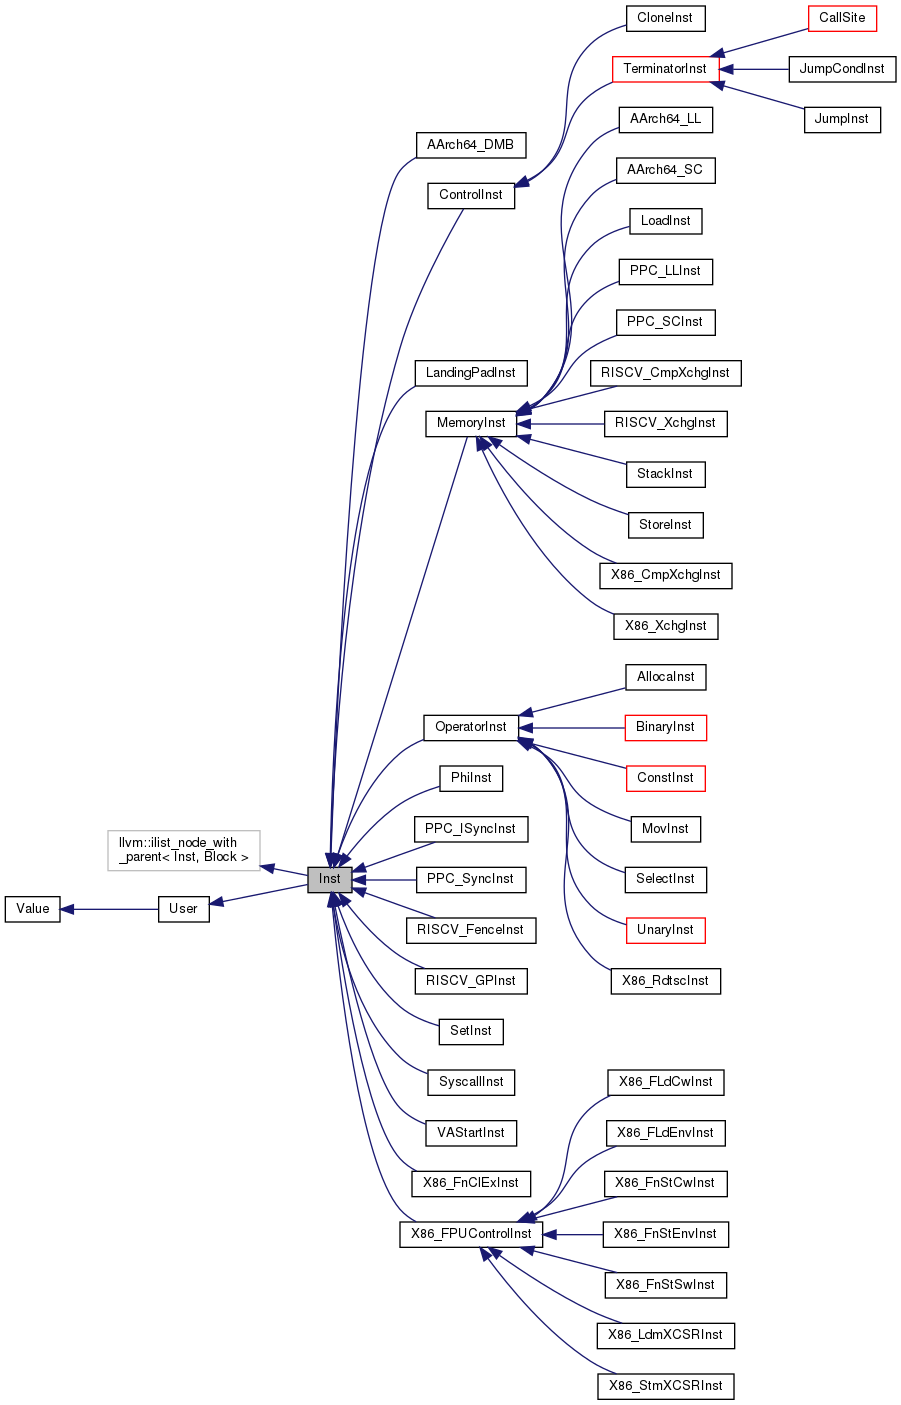 CloneInst
CallSite
TerminatorInst
JumpCondInst
JumpInst
AArch64_LL
AArch64_DMB
AArch64_SC
ControlInst
LoadInst
PPC_LLInst
PPC_SCInst
LandingPadInst
RISCV_CmpXchgInst
MemoryInst
RISCV_XchgInst
StackInst
StoreInst
X86_CmpXchgInst
X86_XchgInst
AllocaInst
OperatorInst
BinaryInst
PhiInst
ConstInst
PPC_ISyncInst
MovInst
llvm::ilist_node_with
_parent< Inst, Block >
Inst
PPC_SyncInst
SelectInst
Value
User
RISCV_FenceInst
UnaryInst
RISCV_GPInst
X86_RdtscInst
SetInst
SyscallInst
X86_FLdCwInst
VAStartInst
X86_FLdEnvInst
X86_FnClExInst
X86_FnStCwInst
X86_FPUControlInst
X86_FnStEnvInst
X86_FnStSwInst
X86_LdmXCSRInst
X86_StmXCSRInst